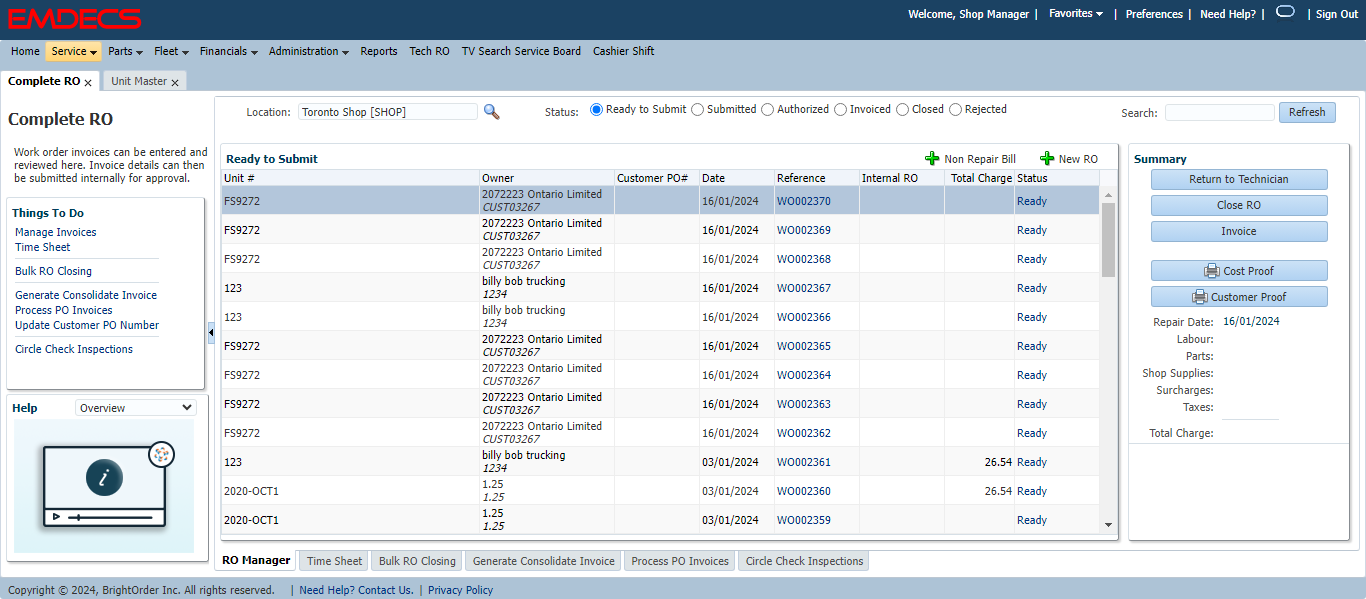 EMDECS
Welcome, Shop Manager | Favorites | Preferences | Need Help? | | Sign Out
Home Service Parts Fleet Financials Administration Reports Tech RO TV Search Service Board Cashier Shift
Complete RO x Unit Master x
Complete RO
Work order invoices can be entered and
reviewed here. Invoice details can then
be submitted internally for approval.
Things To Do
Manage Invoices
Time Sheet
Bulk RO Closing
Generate Consolidate Invoice
Process PO Invoices
Update Customer PO Number
Circle Check Inspections
Help Overview
i
Location: Toronto Shop [SHOP] Status: Ready to Submit Submitted Authorized Invoiced Closed Rejected Search: Refresh
Ready to Submit Non Repair Bill New RO
Unit # Owner Customer PO# Date Reference Internal RO Total Charge Status
FS9272 2072223 Ontario Limited 16/01/2024 WO002370 Ready
CUST03267
FS9272 2072223 Ontario Limited 16/01/2024 WO002369 Ready
CUST03267
FS9272 2072223 Ontario Limited 16/01/2024 WO002368 Ready
CUST03267
123 billy bob trucking 16/01/2024 WO002367 Ready
1234
123 billy bob trucking 16/01/2024 WO002366 Ready
1234
FS9272 2072223 Ontario Limited 16/01/2024 WO002365 Ready
CUST03267
FS9272 2072223 Ontario Limited 16/01/2024 WO002364 Ready
CUST03267
FS9272 2072223 Ontario Limited 16/01/2024 WO002363 Ready
CUST03267
FS9272 2072223 Ontario Limited 16/01/2024 WO002362 Ready
CUST03267
123 billy bob trucking 03/01/2024 WO002361 26.54 Ready
1234
2020-OCT1 1.25 03/01/2024 WO002360 26.54 Ready
1.25
2020-OCT1 1.25 03/01/2024 WO002359 Ready
1.25
Summary
Return to Technician
Close RO
Invoice
Cost Proof
Customer Proof
Repair Date: 16/01/2024
Labour:
Parts:
Shop Supplies:
Surcharges:
Taxes:
Total Charge:
RO Manager Time Sheet Bulk RO Closing Generate Consolidate Invoice Process PO Invoices Circle Check Inspections
Copyright © 2024, BrightOrder Inc. All rights reserved. | Need Help? Contact Us. | Privacy Policy